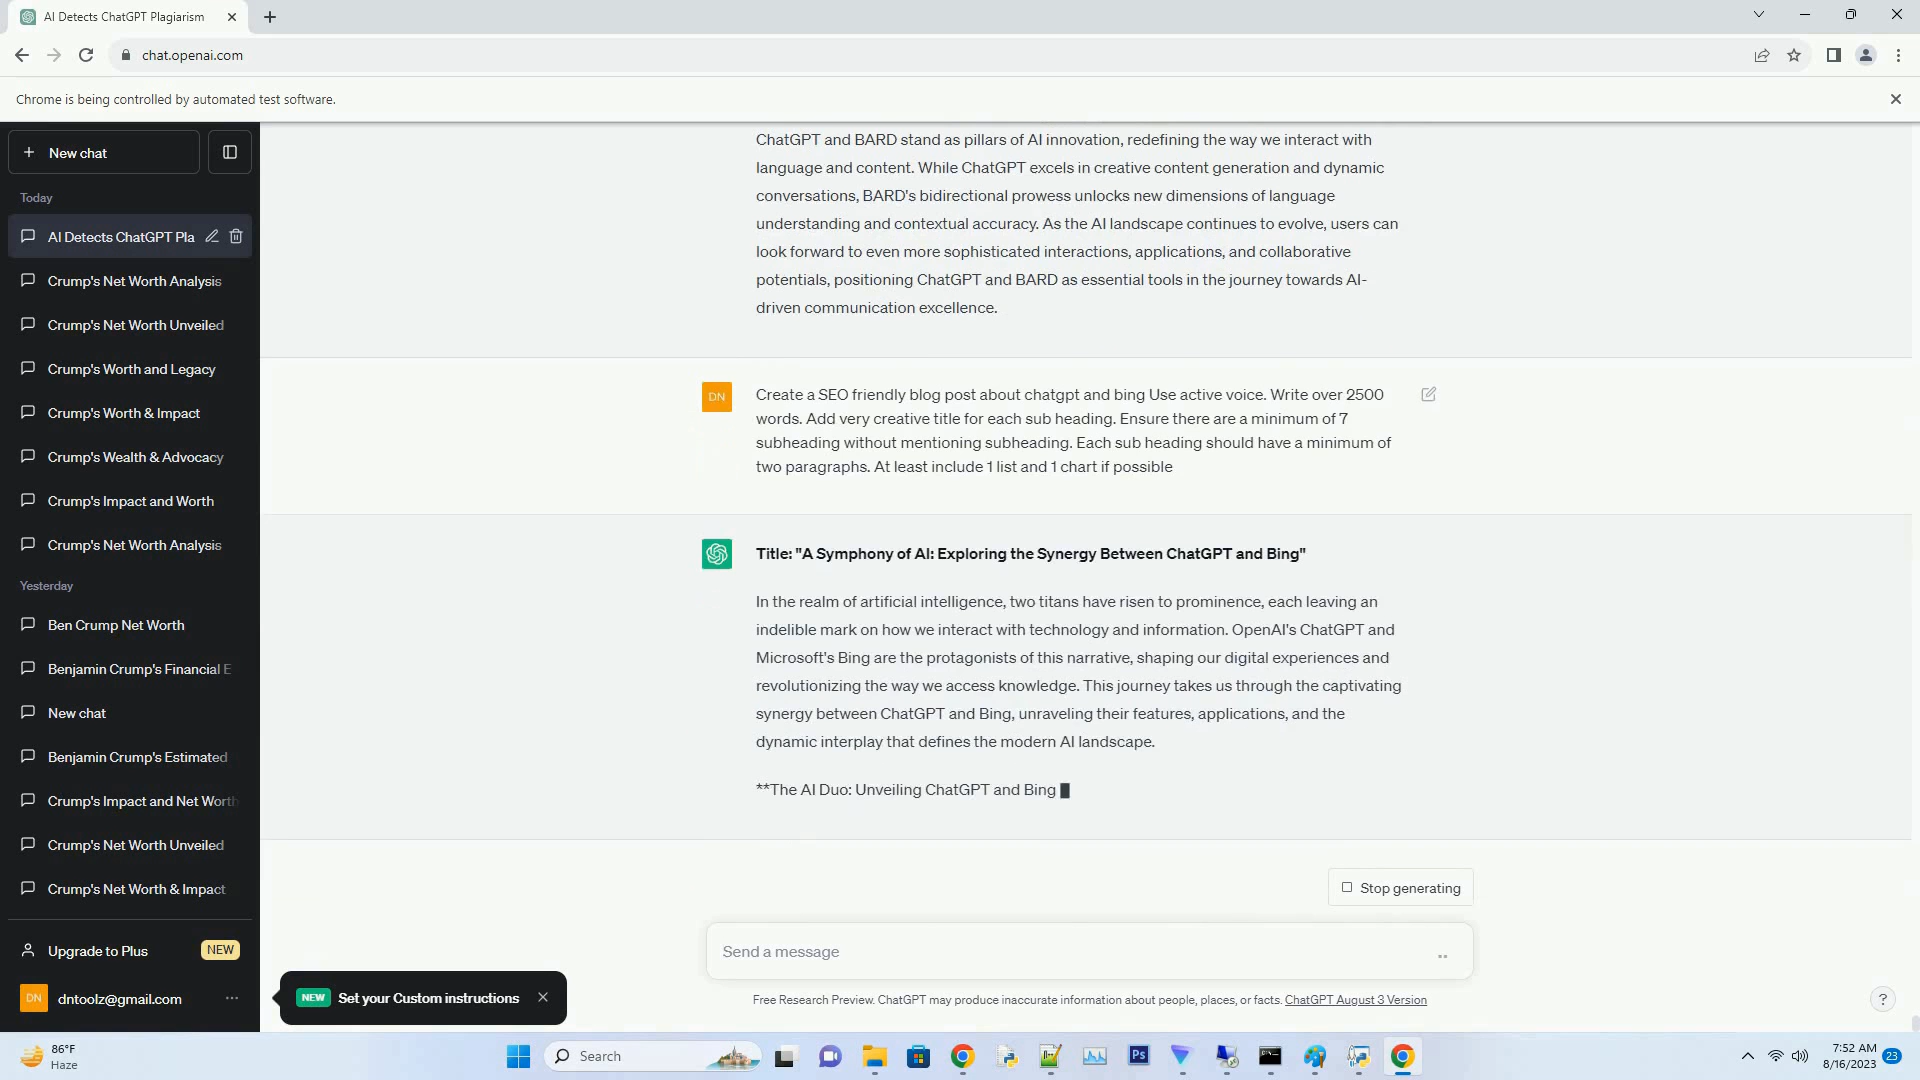 AI Detects ChatGPT Plagiarism
chat.openai.com
Chrome is being controlled by automated test software.
New chat
Today
AI Detects ChatGPT Pla
Crump's Net Worth Analysis
Crump's Net Worth Unveiled
Crump's Worth and Legacy
Crump's Worth & Impact
Crump's Wealth & Advocacy
Crump's Impact and Worth
Crump's Net Worth Analysis
Yesterday
Ben Crump Net Worth
Benjamin Crump's Financial E
New chat
Benjamin Crump's Estimated
Crump's Impact and Net Worth
Crump's Net Worth Unveiled
Crump's Net Worth & Impact
Upgrade to Plus NEW
DN dntoolz@gmail.com
ChatGPT and BARD stand as pillars of AI innovation, redefining the way we interact with
language and content. While ChatGPT excels in creative content generation and dynamic
conversations, BARD's bidirectional prowess unlocks new dimensions of language
understanding and contextual accuracy. As the AI landscape continues to evolve, users can
look forward to even more sophisticated interactions, applications, and collaborative
potentials, positioning ChatGPT and BARD as essential tools in the journey towards AI-
driven communication excellence.
DN
Create a SEO friendly blog post about chatgpt and bing Use active voice. Write over 2500
words. Add very creative title for each sub heading. Ensure there are a minimum of 7
subheading without mentioning subheading. Each sub heading should have a minimum of
two paragraphs. At least include 1 list and 1 chart if possible
Title: "A Symphony of AI: Exploring the Synergy Between ChatGPT and Bing"
In the realm of artificial intelligence, two titans have risen to prominence, each leaving an
indelible mark on how we interact with technology and information. OpenAI's ChatGPT and
Microsoft's Bing are the protagonists of this narrative, shaping our digital experiences and
revolutionizing the way we access knowledge. This journey takes us through the captivating
synergy between ChatGPT and Bing, unraveling their features, applications, and the
dynamic interplay that defines the modern AI landscape.
**The AI Duo: Unveiling ChatGPT and Bing
Stop generating
Send a message
NEW Set your Custom instructions
Free Research Preview. ChatGPT may produce inaccurate information about people, places, or facts. ChatGPT August 3 Version
?
86°F
Haze
Search
Ps
7:52 AM
8/16/2023
23